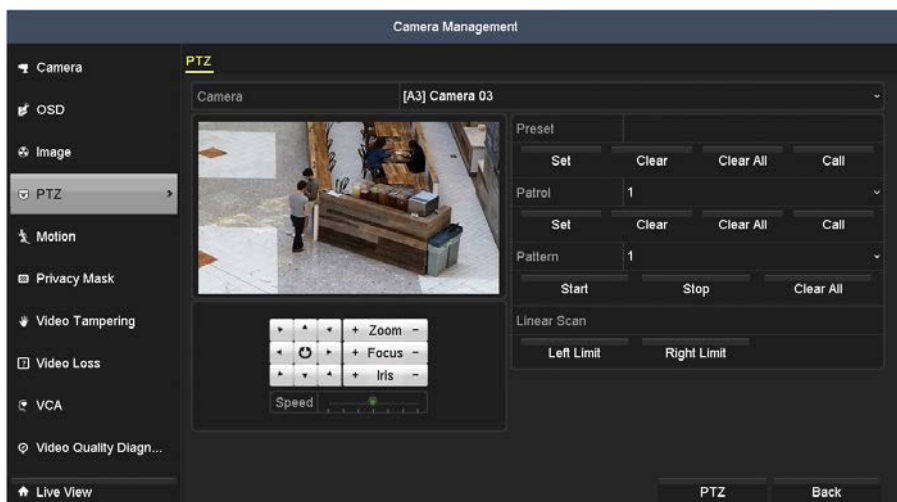 Camera Management
Camera
OSD
Image
PTZ
Motion
Privacy Mask
Video Tampering
Video Loss
VCA
Video Quality Diagn...
Live View
PTZ
Camera [A3] Camera 03
+ Zoom -
+ Focus -
+ Iris -
Speed
Preset
Set Clear Clear All Call
Patrol 1
Set Clear Clear All Call
Pattern 1
Start Stop Clear All
Linear Scan
Left Limit Right Limit
PTZ Back